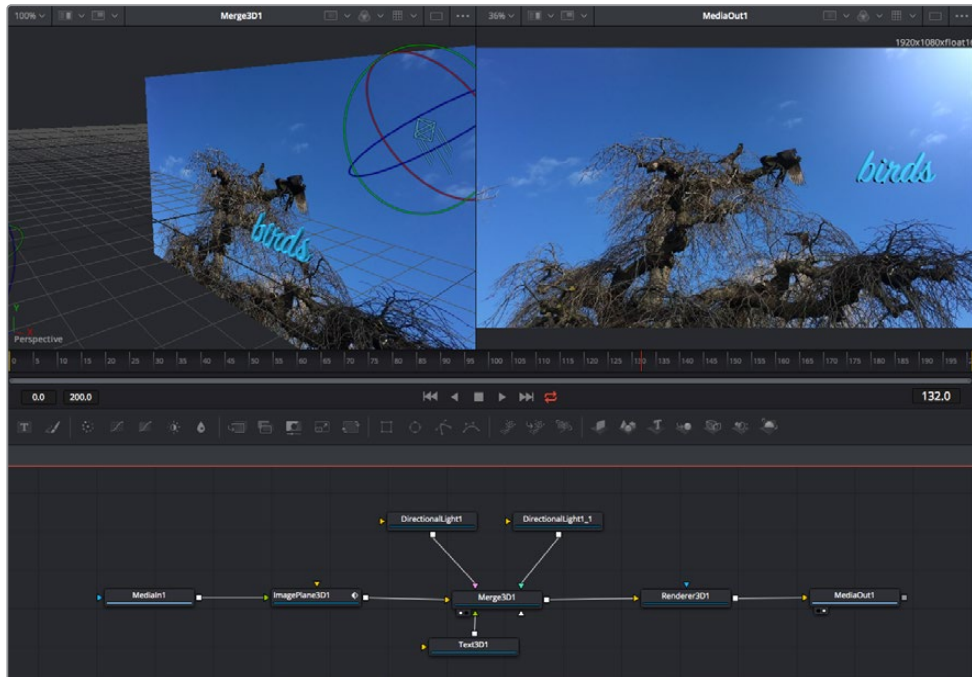 100%
Merge3D1
36%
MediaOut1
1920x1080xfloat1
birds
birds
Y
X
Perspective
0 5 10 15 20 25 30 35 40 45 50 55 60 65 70 75 80 85 90 95 100 105 110 115 120 125 130 135 140 145 150 155 160 165 170 175 180 185 190 195
0.0 200.0 132.0
T
DirectionalLight1 DirectionalLight1_1
MediaIn1 ImagePlane3D1 Merge3D1 Renderer3D1 MediaOut1
Text3D1